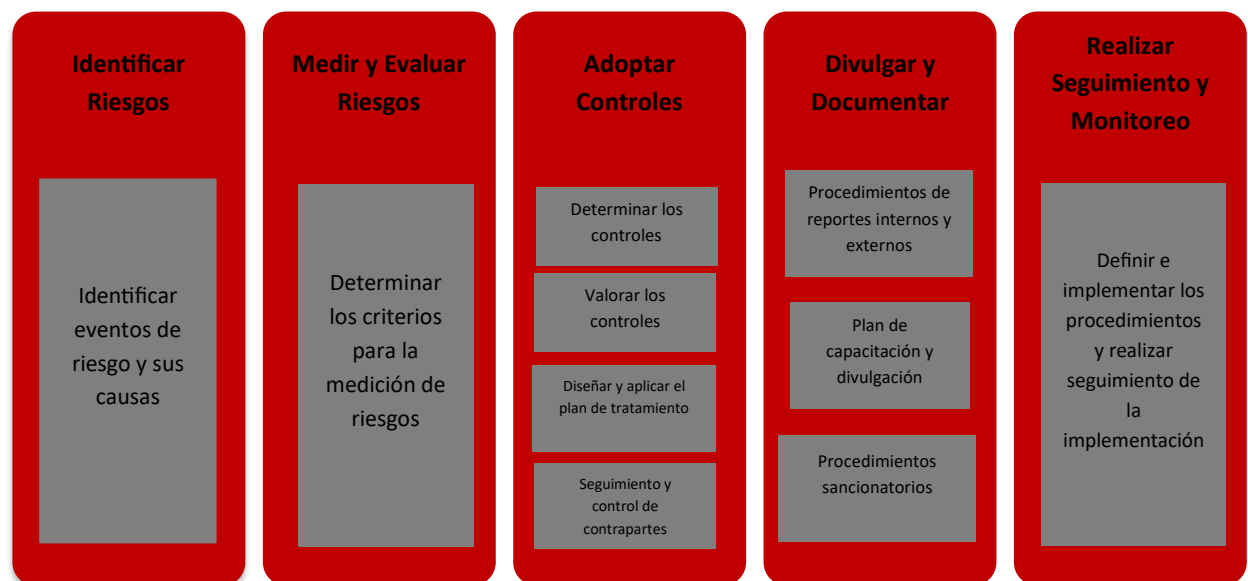 Identificar
Riesgos
Identificar
eventos de
riesgo y sus
causas
Medir y Evaluar
Riesgos
Determinar
los criterios
para la
medición de
riesgos
Adoptar
Controles
Determinar los
controles
Valorar los
controles
Diseñar y aplicar el
plan de tratamiento
Seguimiento y
control de
contrapartes
Divulgar y
Documentar
Procedimientos de
reportes internos y
externos
Plan de
capacitación y
divulgación
Procedimientos
sancionatorios
Realizar
Seguimiento y
Monitoreo
Definir e
implementar los
procedimientos
y realizar
seguimiento de
la
implementación